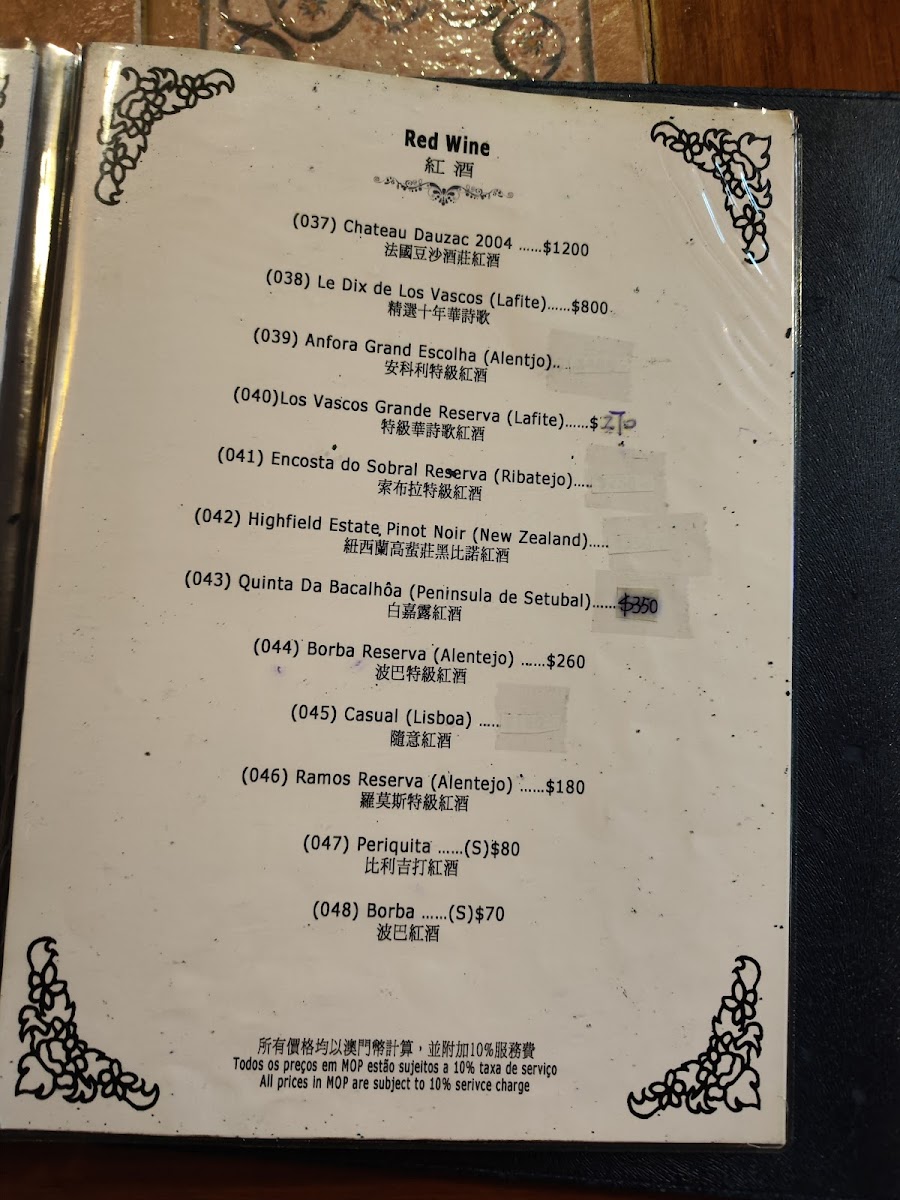 Red Wine
紅 酒
(037) Chateau Dauzac 2004 ......$1200
法國豆沙酒莊紅酒
(038) Le Dix de Los Vascos (Lafite)......$800
精選十年華詩歌
(039) Anfora Grand Escolha (Alentjo)..
安科利特級紅酒
(040)Los Vascos Grande Reserva (Lafite)......$
特級華詩歌紅酒
(041) Encosta do Sobral Reserva (Ribatejo).....
索布拉特級紅酒
(042) Highfield Estate Pinot Noir (New Zealand).....
紐西蘭高蜚莊黑比諾紅酒
(043) Quinta Da Bacalhôa (Peninsula de Setubal)......$350
白嘉露紅酒
(044) Borba Reserva (Alentejo) ......$260
波巴特級紅酒
(045) Casual (Lisboa) .....
隨意紅酒
(046) Ramos Reserva (Alentejo) ......$180
羅莫斯特級紅酒
(047) Periquita ......(S)$80
比利吉打紅酒
(048) Borba ......(S)$70
波巴紅酒
所有價格均以澳門幣計算，並附加10%服務費
Todos os preços em MOP estão sujeitos a 10% taxa de serviço
All prices in MOP are subject to 10% serivce charge